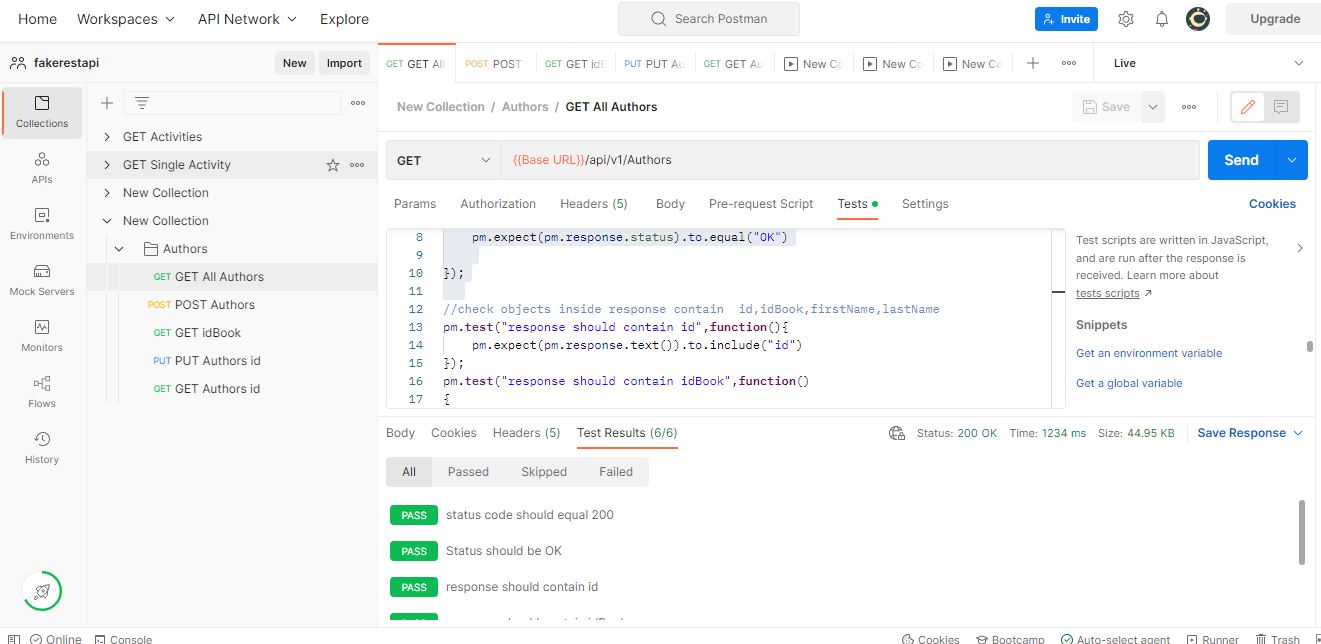 Home Workspaces API Network Explore Search Postman Invite Upgrade
fakerestapi New Import GET GET All POST POST GET GET idB PUT PUT Au GET GET Au New Co New Co New Co Live
Collections
APIs
Environments
Mock Servers
Monitors
Flows
History
GET Activities
GET Single Activity
New Collection
New Collection
Authors
GET GET All Authors
POST POST Authors
GET GET idBook
PUT PUT Authors id
GET GET Authors id
New Collection / Authors / GET All Authors Save
GET {{Base URL}}/api/v1/Authors Send
Params Authorization Headers (5) Body Pre-request Script Tests Settings Cookies
8 pm.expect(pm.response.status).to.equal("OK")
9
10 });
11
12 //check objects inside response contain  id,idBook,firstName,lastName
13 pm.test("response should contain id",function(){
14 pm.expect(pm.response.text()).to.include("id")
15 });
16 pm.test("response should contain idBook",function()
17 {
Test scripts are written in JavaScript,
and are run after the response is
received. Learn more about
tests scripts ↗
Snippets
Get an environment variable
Get a global variable
Body Cookies Headers (5) Test Results (6/6) Status: 200 OK Time: 1234 ms Size: 44.95 KB Save Response
All Passed Skipped Failed
PASS status code should equal 200
PASS Status should be OK
PASS response should contain id
Online Console Cookies Bootcamp Auto-select agent Runner Trash